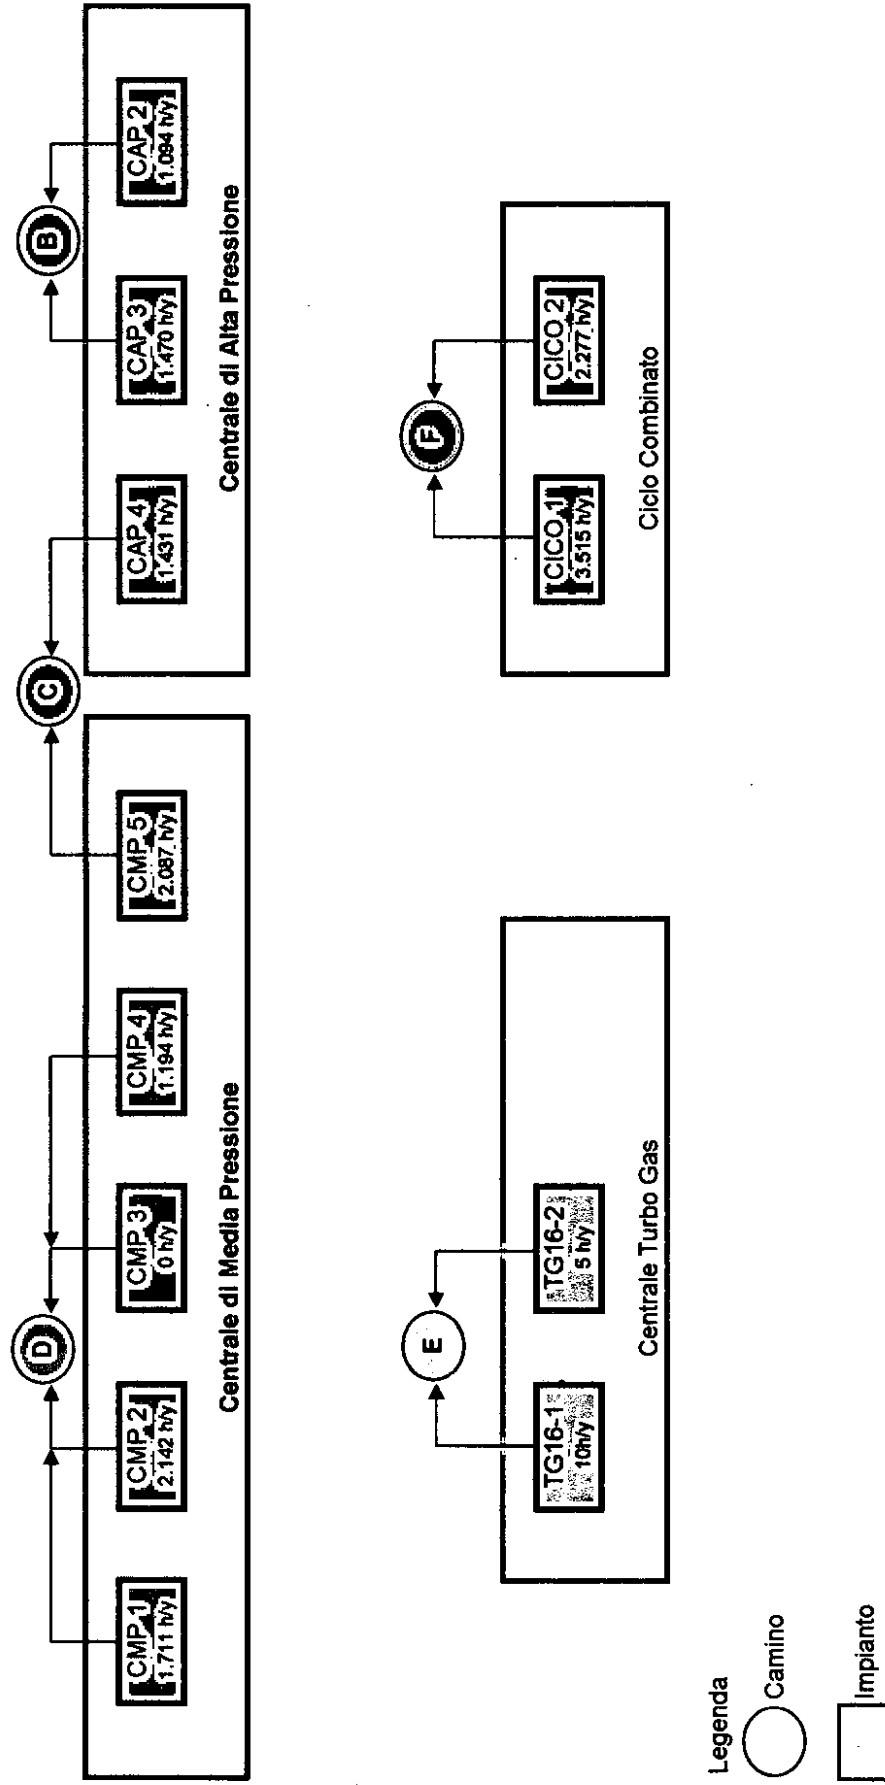 D
C
B
CMP 1
1.711 h/y
CMP 2
2.142 h/y
CMP 3
0 h/y
CMP 4
1.194 h/y
CMP 5
2.087 h/y
CAP 4
1.431 h/y
CAP 3
1.470 h/y
CAP 2
1.094 h/y
Centrale di Media Pressione
Centrale di Alta Pressione
E
F
TG16-1
10h/y
TG16-2
5 h/y
CICO 1
3.515 h/y
CICO 2
2.277 h/y
Centrale Turbo Gas
Ciclo Combinato
Legenda
Camino
Impianto